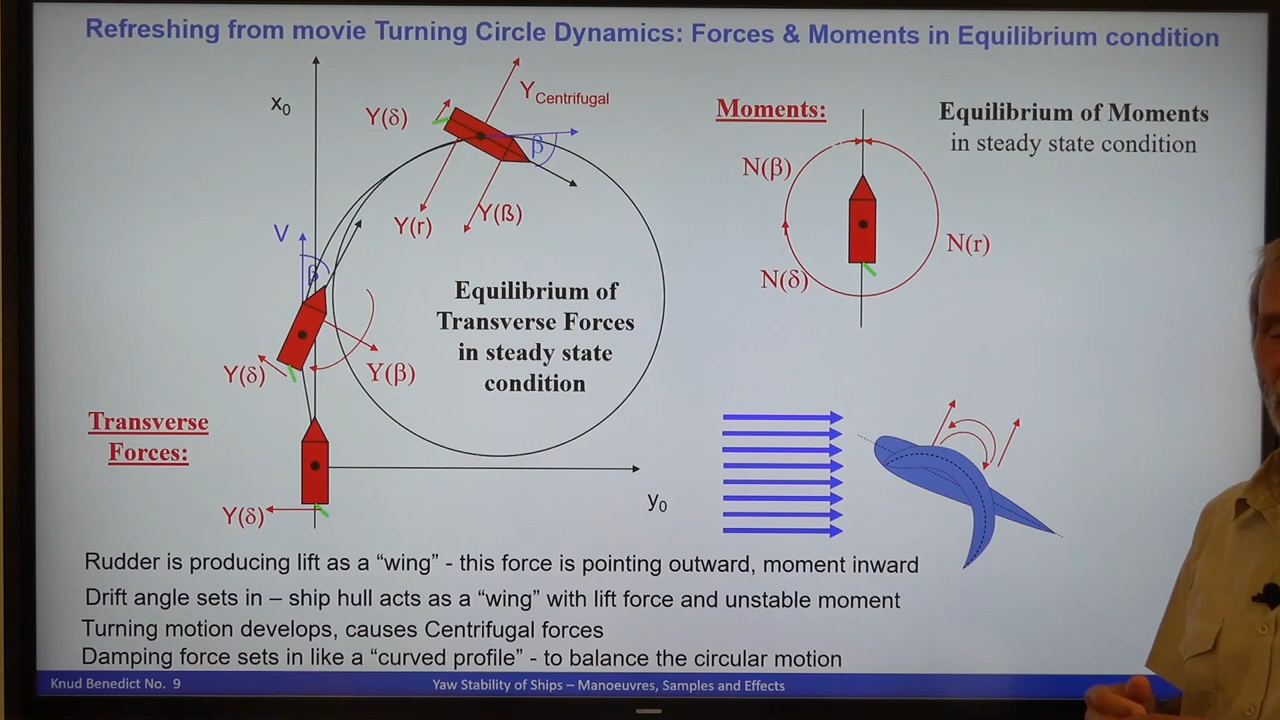 Refreshing from movie Turning Circle Dynamics: Forces & Moments in Equilibrium condition
x0
Y(δ)
YCentrifugal
β
Y(r)
Y(ß)
V
β
Equilibrium of
Transverse Forces
in steady state
condition
Y(δ)
Y(β)
Transverse
Forces:
Y(δ)
y0
Moments:
Equilibrium of Moments
in steady state condition
N(β)
N(r)
N(δ)
Rudder is producing lift as a “wing” - this force is pointing outward, moment inward
Drift angle sets in – ship hull acts as a “wing” with lift force and unstable moment
Turning motion develops, causes Centrifugal forces
Damping force sets in like a “curved profile” - to balance the circular motion
Knud Benedict No. 9
Yaw Stability of Ships – Manoeuvres, Samples and Effects